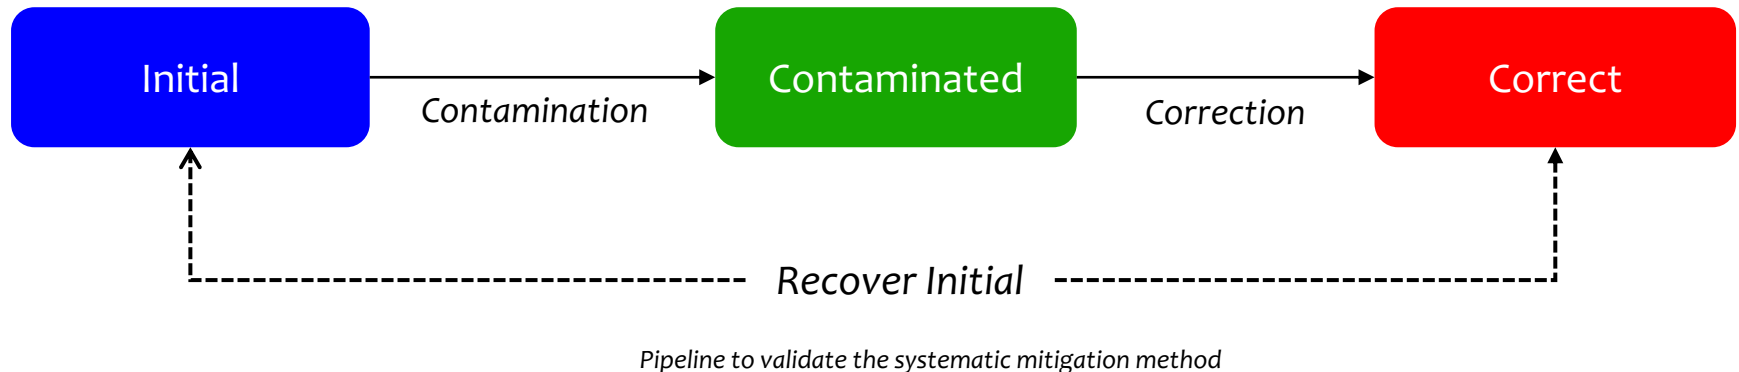 Initial
Contamination
Contaminated
Correction
Correct
Recover Initial
Pipeline to validate the systematic mitigation method